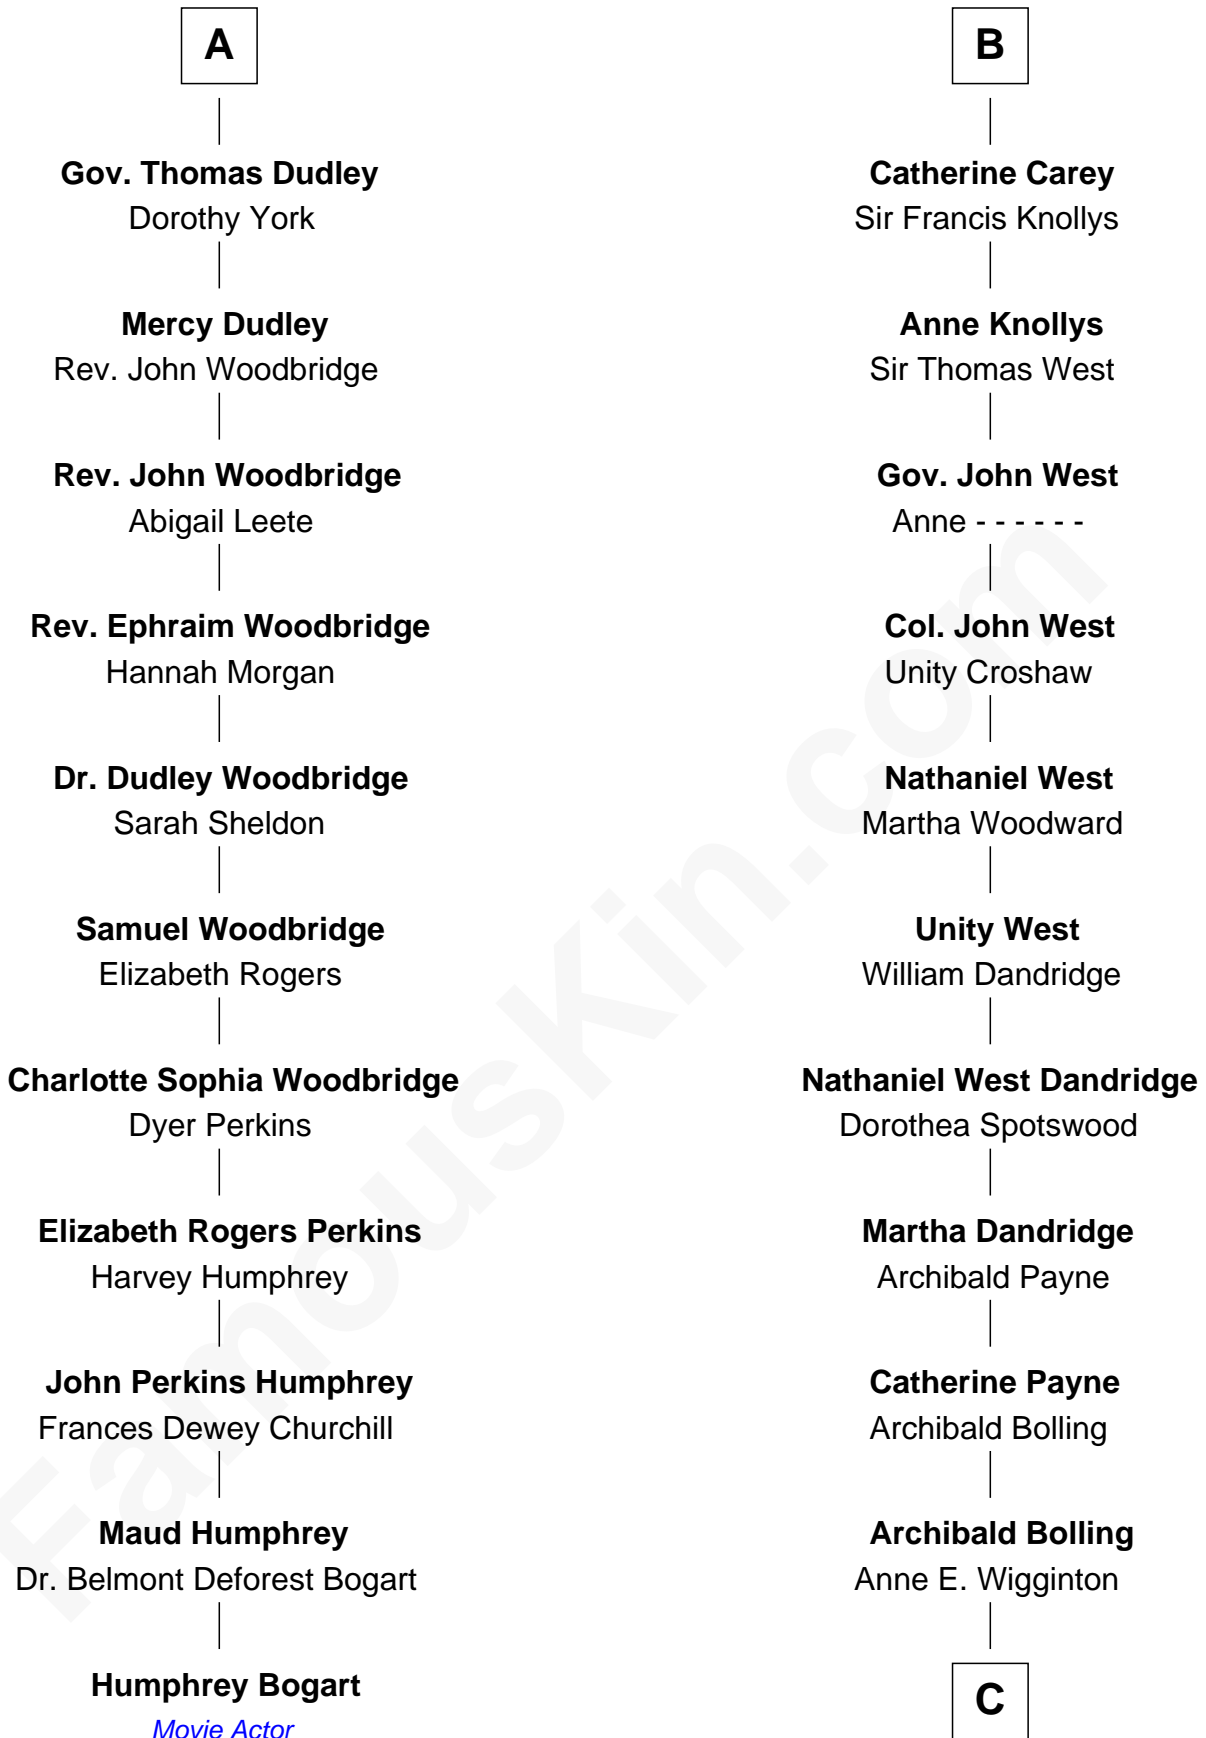 A
Gov. Thomas Dudley
Dorothy York
Mercy Dudley
Rev. John Woodbridge
Rev. John Woodbridge
Abigail Leete
Rev. Ephraim Woodbridge
Hannah Morgan
Dr. Dudley Woodbridge
Sarah Sheldon
Samuel Woodbridge
Elizabeth Rogers
Charlotte Sophia Woodbridge
Dyer Perkins
Elizabeth Rogers Perkins
Harvey Humphrey
John Perkins Humphrey
Frances Dewey Churchill
Maud Humphrey
Dr. Belmont Deforest Bogart
Humphrey Bogart
Movie Actor
B
Catherine Carey
Sir Francis Knollys
Anne Knollys
Sir Thomas West
Gov. John West
Anne - - - - - -
Col. John West
Unity Croshaw
Nathaniel West
Martha Woodward
Unity West
William Dandridge
Nathaniel West Dandridge
Dorothea Spotswood
Martha Dandridge
Archibald Payne
Catherine Payne
Archibald Bolling
Archibald Bolling
Anne E. Wigginton
C
FamousKin.com